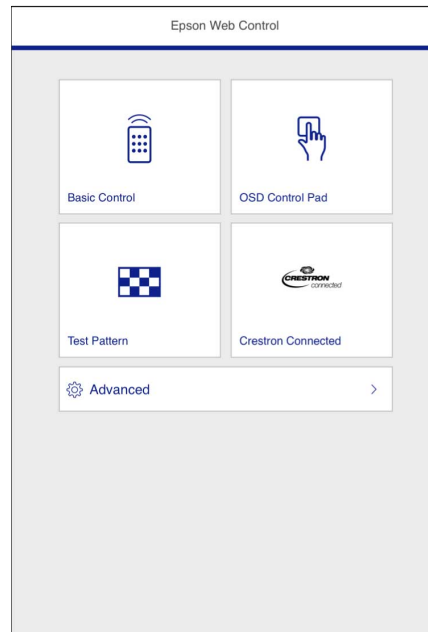 Epson Web Control
Basic Control
OSD Control Pad
CRESTRON
connected
Test Pattern
Crestron Connected
Advanced